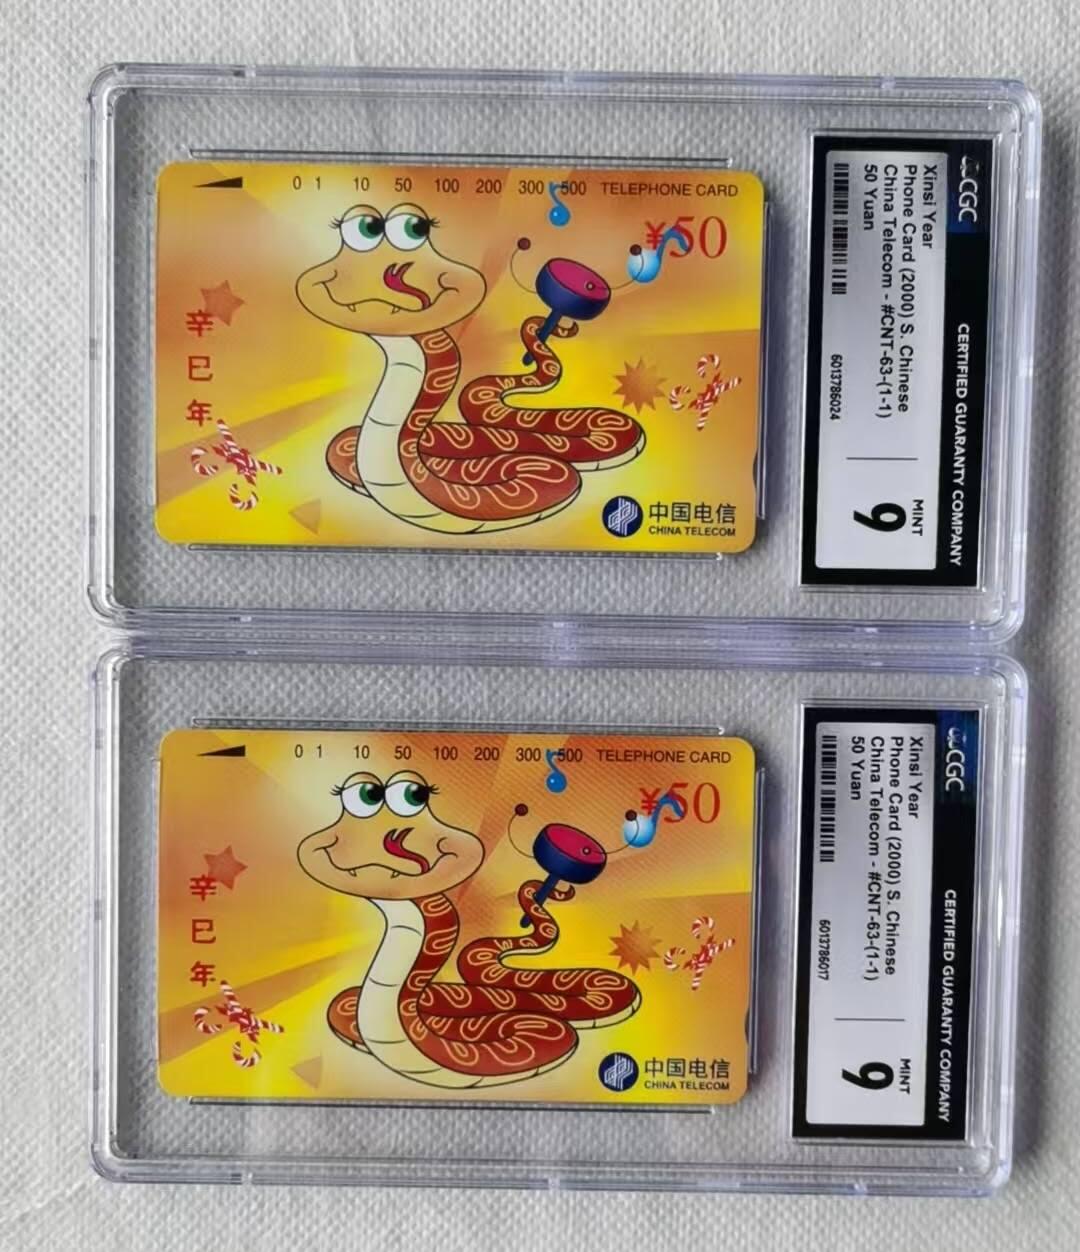 0 1 10 50 100 200 300 500 TELEPHONE CARD
¥50
辛
巳
年
中国电信
CHINA TELECOM
CGC
CERTIFIED GUARANTY COMPANY
Xinsi Year
Phone Card (2000) S. Chinese
China Telecom - #CNT-63-(1-1)
50 Yuan
6013786024
MINT
9
0 1 10 50 100 200 300 500 TELEPHONE CARD
¥50
辛
巳
年
中国电信
CHINA TELECOM
CGC
CERTIFIED GUARANTY COMPANY
Xinsi Year
Phone Card (2000) S. Chinese
China Telecom - #CNT-63-(1-1)
50 Yuan
6013786017
MINT
9